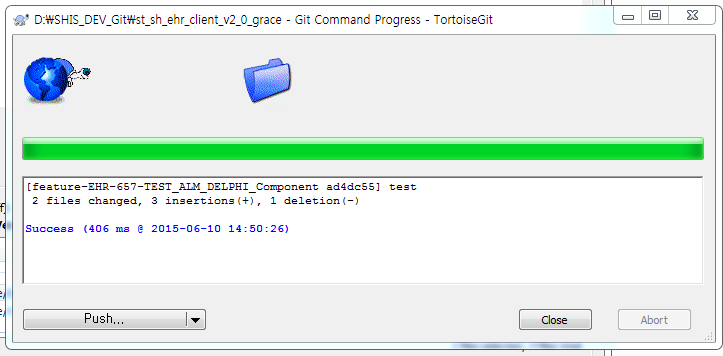 D:₩SHIS_DEV_Git₩st_sh_ehr_client_v2_0_grace - Git Command Progress - TortoiseGit
[feature-EHR-657-TEST_ALM_DELPHI_Component ad4dc55] test
2 files changed, 3 insertions(+), 1 deletion(-)
Success (406 ms @ 2015-06-10 14:50:26)
Push...
Close
Abort